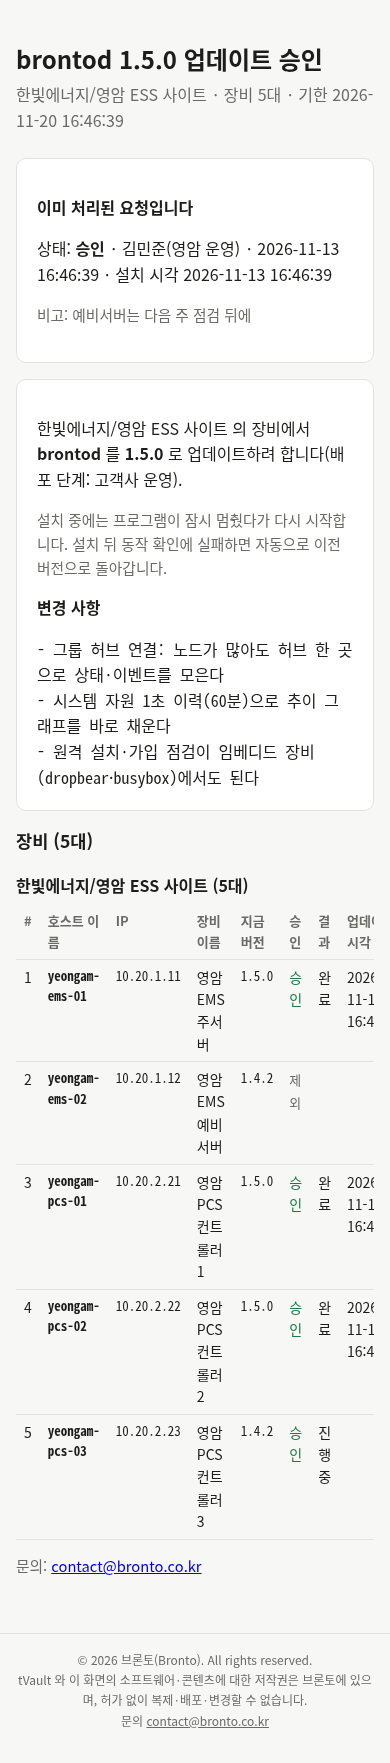 brontod 1.5.0 업데이트 승인
한빛에너지/영암 ESS 사이트 · 장비 5대 · 기한 2026-
11-20 16:46:39
이미 처리된 요청입니다
상태: 승인 · 김민준(영암 운영) · 2026-11-13
16:46:39 · 설치 시각 2026-11-13 16:46:39
비고: 예비서버는 다음 주 점검 뒤에
한빛에너지/영암 ESS 사이트 의 장비에서
brontod 를 1.5.0 로 업데이트하려 합니다(배
포 단계: 고객사 운영).
설치 중에는 프로그램이 잠시 멈췄다가 다시 시작합
니다. 설치 뒤 동작 확인에 실패하면 자동으로 이전
버전으로 돌아갑니다.
변경 사항
- 그룹 허브 연결: 노드가 많아도 허브 한 곳
으로 상태·이벤트를 모은다
- 시스템 자원 1초 이력(60분)으로 추이 그
래프를 바로 채운다
- 원격 설치·가입 점검이 임베디드 장비
(dropbear·busybox)에서도 된다
장비 (5대)
한빛에너지/영암 ESS 사이트 (5대)
# 호스트 이 IP 장비 지금 승 결
름 이름 버전 인 과 시각
1 yeongam- 10.20.1.11 영암 1.5.0 승 완
ems-01 EMS 인 료
주서
버
2 yeongam- 10.20.1.12 영암 1.4.2 제
ems-02 EMS 외
예비
서버
3 yeongam- 10.20.2.21 영암 1.5.0 승 완
pcs-01 PCS 인 료
컨트
롤러
1
4 yeongam- 10.20.2.22 영암 1.5.0 승 완
pcs-02 PCS 인 료
컨트
롤러
2
5 yeongam- 10.20.2.23 영암 1.4.2 승 진
pcs-03 PCS 인 행
컨트 중
롤러
3
문의: contact@bronto.co.kr
© 2026 브론토(Bronto). All rights reserved.
tVault 와 이 화면의 소프트웨어·콘텐츠에 대한 저작권은 브론토에 있으
며, 허가 없이 복제·배포·변경할 수 없습니다.
문의 contact@bronto.co.kr